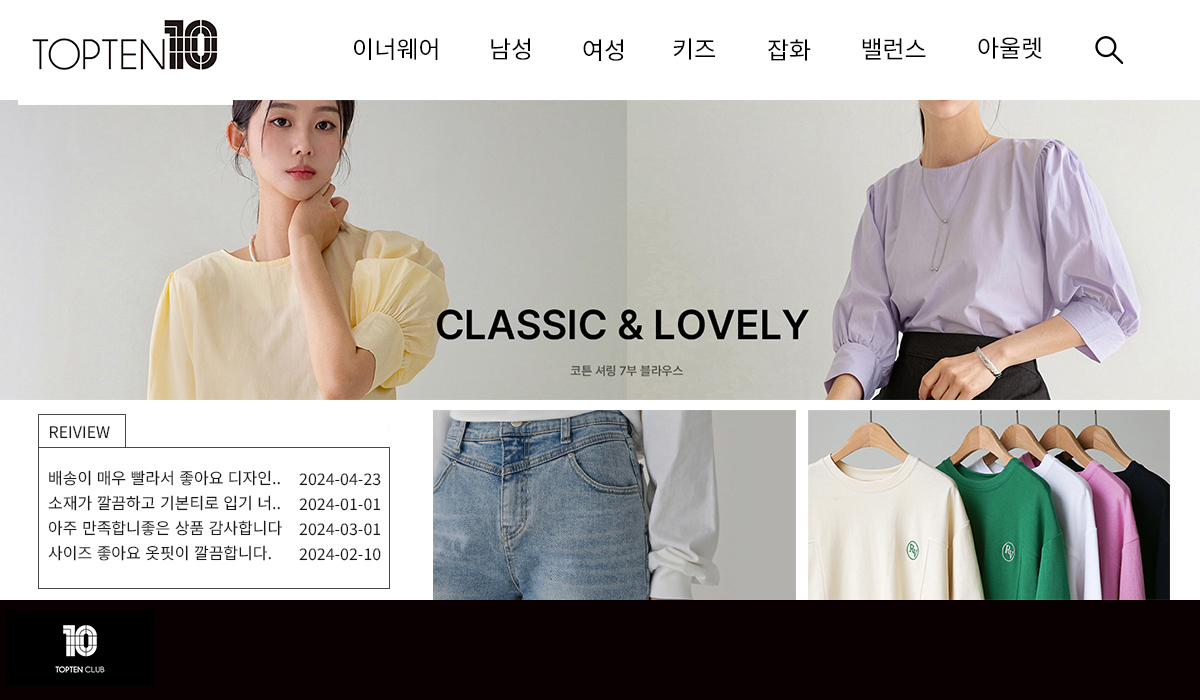 TOPTEN10
이너웨어 남성 여성 키즈 잡화 밸런스 아울렛
CLASSIC & LOVELY
코튼 셔링 7부 블라우스
REIVIEW
배송이 매우 빨라서 좋아요 디자인.. 2024-04-23
소재가 깔끔하고 기본티로 입기 너.. 2024-01-01
아주 만족합니좋은 상품 감사합니다 2024-03-01
사이즈 좋아요 옷핏이 깔끔합니다. 2024-02-10
10
TOPTEN CLUB